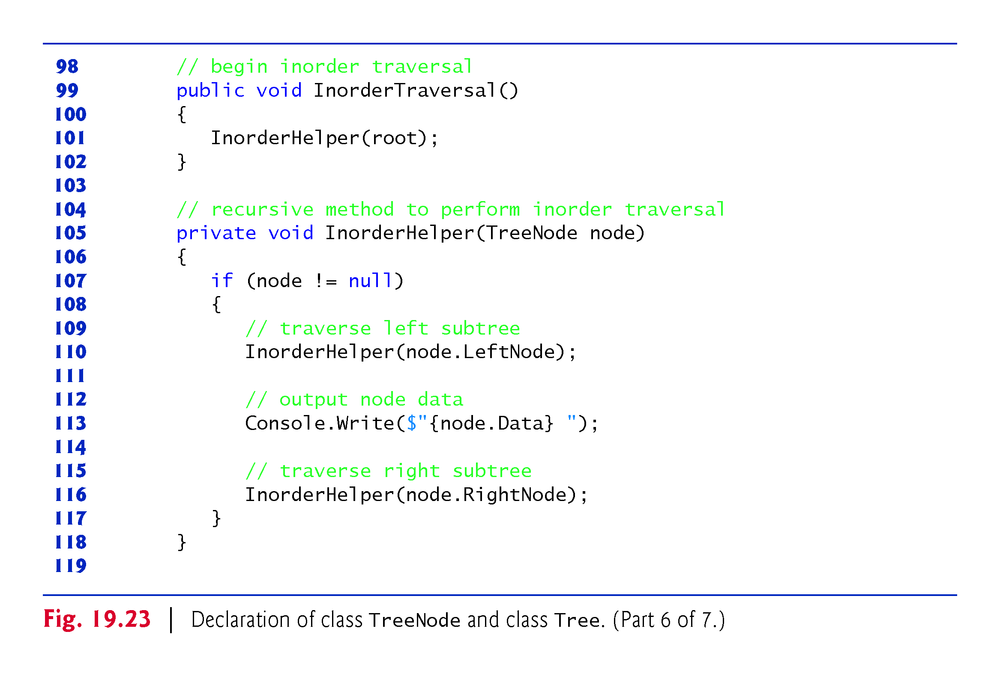 98 // begin inorder traversal
99 public void InorderTraversal()
100 {
101 InorderHelper(root);
102 }
103
104 // recursive method to perform inorder traversal
105 private void InorderHelper(TreeNode node)
106 {
107 if (node != null)
108 {
109 // traverse left subtree
110 InorderHelper(node.LeftNode);
111
112 // output node data
113 Console.Write($"{node.Data} ");
114
115 // traverse right subtree
116 InorderHelper(node.RightNode);
117 }
118 }
119
Fig. 19.23 | Declaration of class TreeNode and class Tree. (Part 6 of 7.)